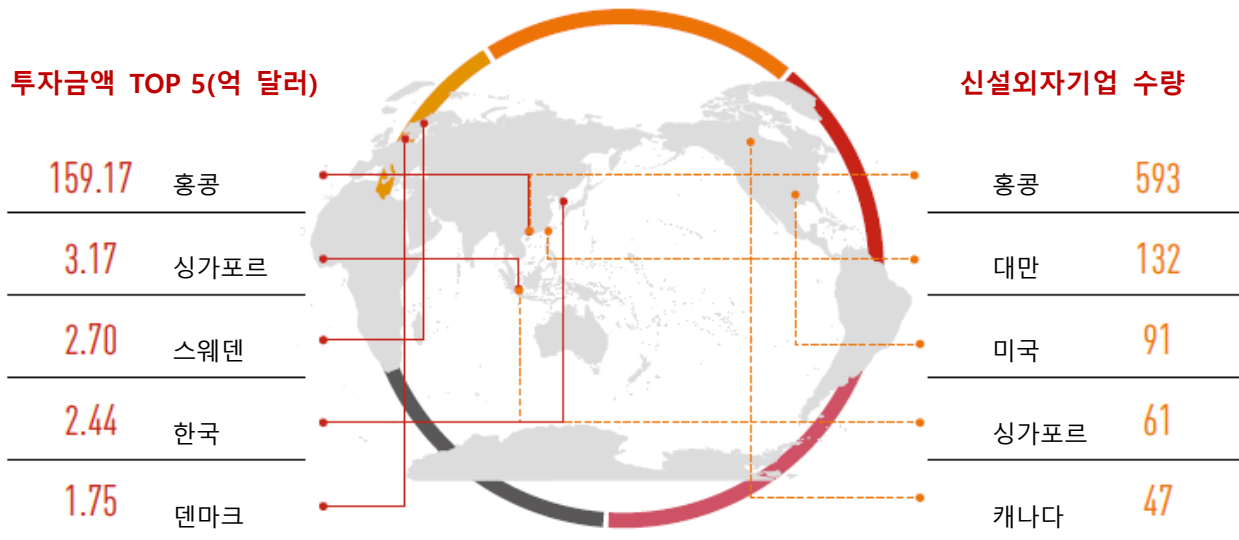 투자금액 TOP 5(억 달러)
159.17 홍콩
3.17 싱가포르
2.70 스웨덴
2.44 한국
1.75 덴마크
신설외자기업 수량
홍콩 593
대만 132
미국 91
싱가포르 61
캐나다 47